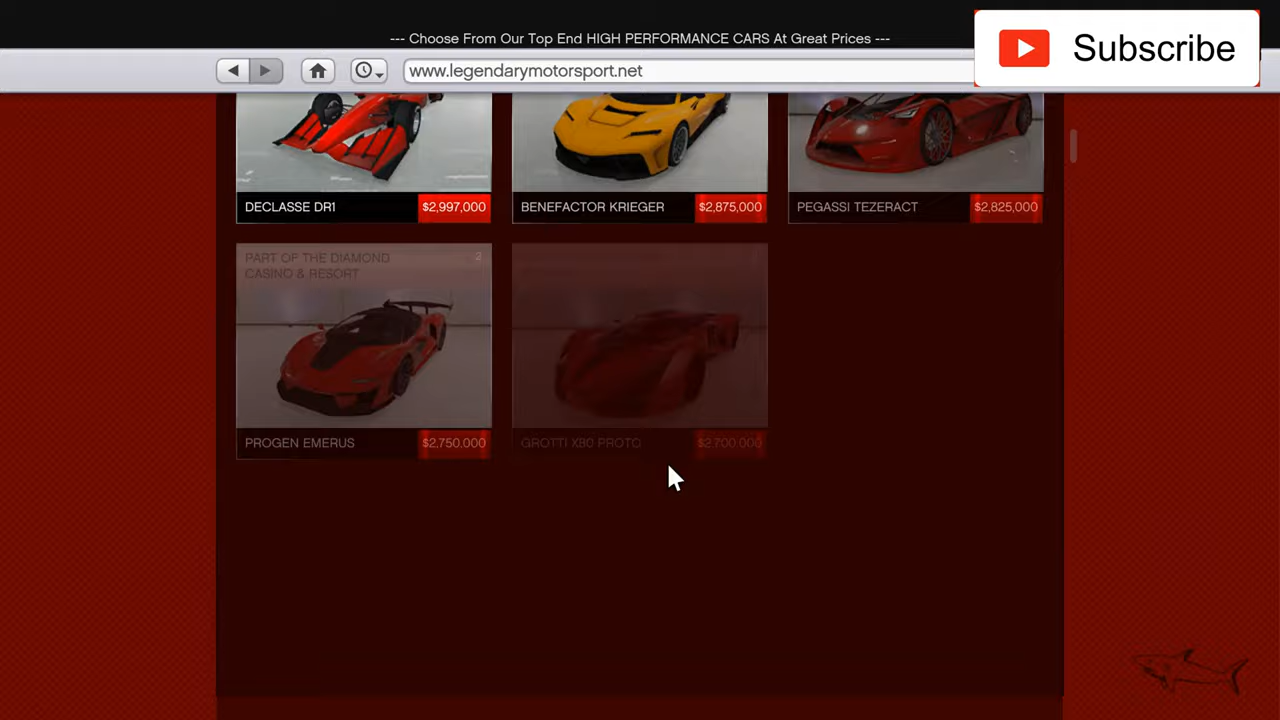 --- Choose From Our Top End HIGH PERFORMANCE CARS At Great Prices ---
Subscribe
www.legendarymotorsport.net
DECLASSE DR1 $2,997,000
BENEFACTOR KRIEGER $2,875,000
PEGASSI TEZERACT $2,825,000
PART OF THE DIAMOND 2
CASINO & RESORT
PROGEN EMERUS $2,750,000
GROTTI X80 PROTO $2,700,000